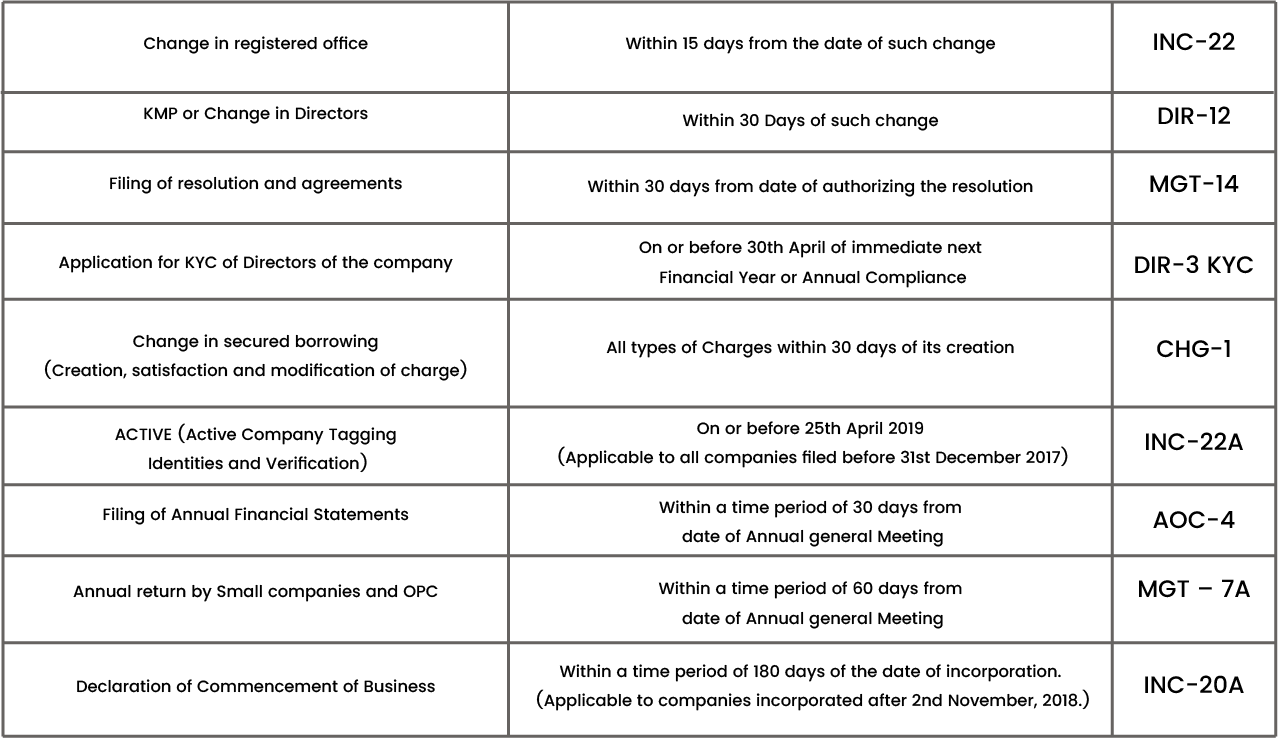 Change in registered office
Within 15 days from the date of such change
INC-22
KMP or Change in Directors
Within 30 Days of such change
DIR-12
Filing of resolution and agreements
Within 30 days from date of authorizing the resolution
MGT-14
Application for KYC of Directors of the company
On or before 30th April of immediate next
Financial Year or Annual Compliance
DIR-3 KYC
Change in secured borrowing
(Creation, satisfaction and modification of charge)
All types of Charges within 30 days of its creation
CHG-1
ACTIVE (Active Company Tagging
Identities and Verification)
On or before 25th April 2019
(Applicable to all companies filed before 31st December 2017)
INC-22A
Filing of Annual Financial Statements
Within a time period of 30 days from
date of Annual general Meeting
AOC-4
Annual return by Small companies and OPC
Within a time period of 60 days from
date of Annual general Meeting
MGT – 7A
Declaration of Commencement of Business
Within a time period of 180 days of the date of incorporation.
(Applicable to companies incorporated after 2nd November, 2018.)
INC-20A